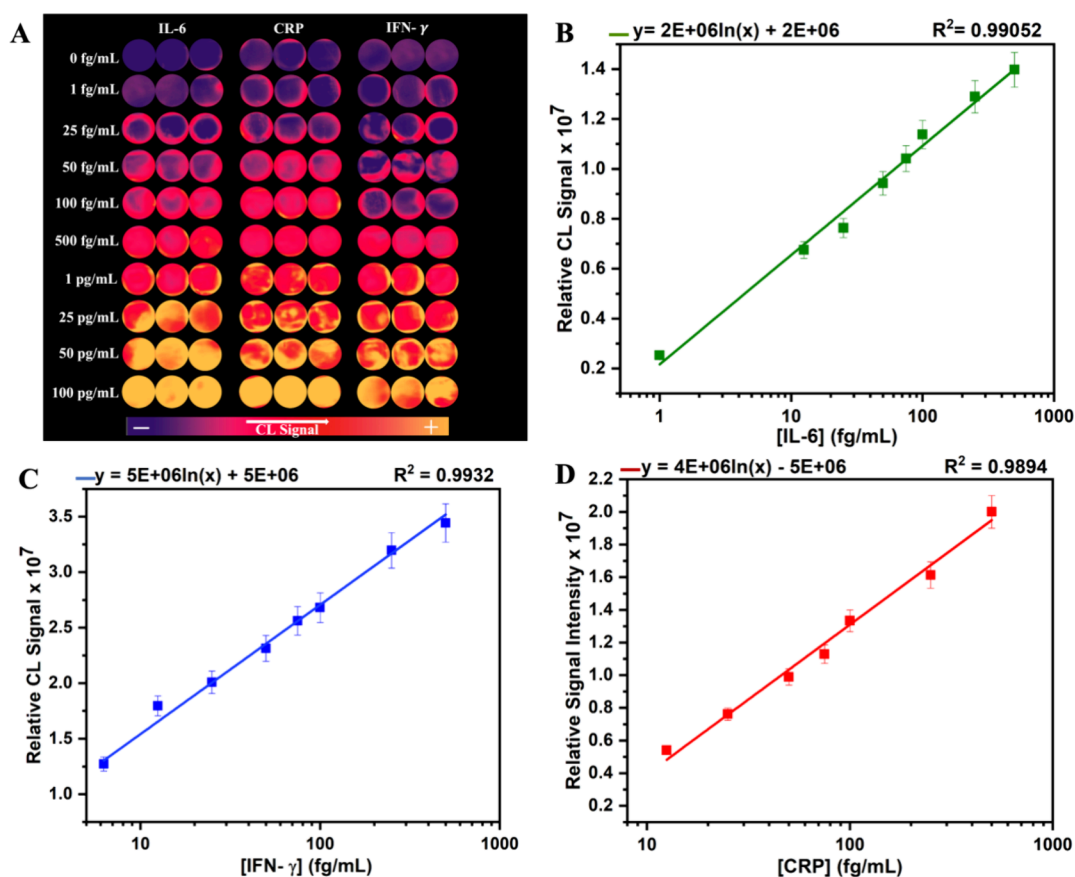 A
IL-6 CRP IFN- γ
0 fg/mL
1 fg/mL
25 fg/mL
50 fg/mL
100 fg/mL
500 fg/mL
1 pg/mL
25 pg/mL
50 pg/mL
100 pg/mL
− CL Signal +
B
y= 2E+06ln(x) + 2E+06 R²= 0.99052
Relative CL Signal x 10⁷
1.4
1.2
1.0
0.8
0.6
0.4
0.2
1 10 100 1000
[IL-6] (fg/mL)
C
y = 5E+06ln(x) + 5E+06 R² = 0.9932
Relative CL Signal x 10⁷
3.5
3.0
2.5
2.0
1.5
1.0
10 100 1000
[IFN- γ] (fg/mL)
D
y = 4E+06ln(x) - 5E+06 R² = 0.9894
Relative Signal Intensity x 10⁷
2.2
2.0
1.8
1.6
1.4
1.2
1.0
0.8
0.6
0.4
0.2
10 100 1000
[CRP] (fg/mL)